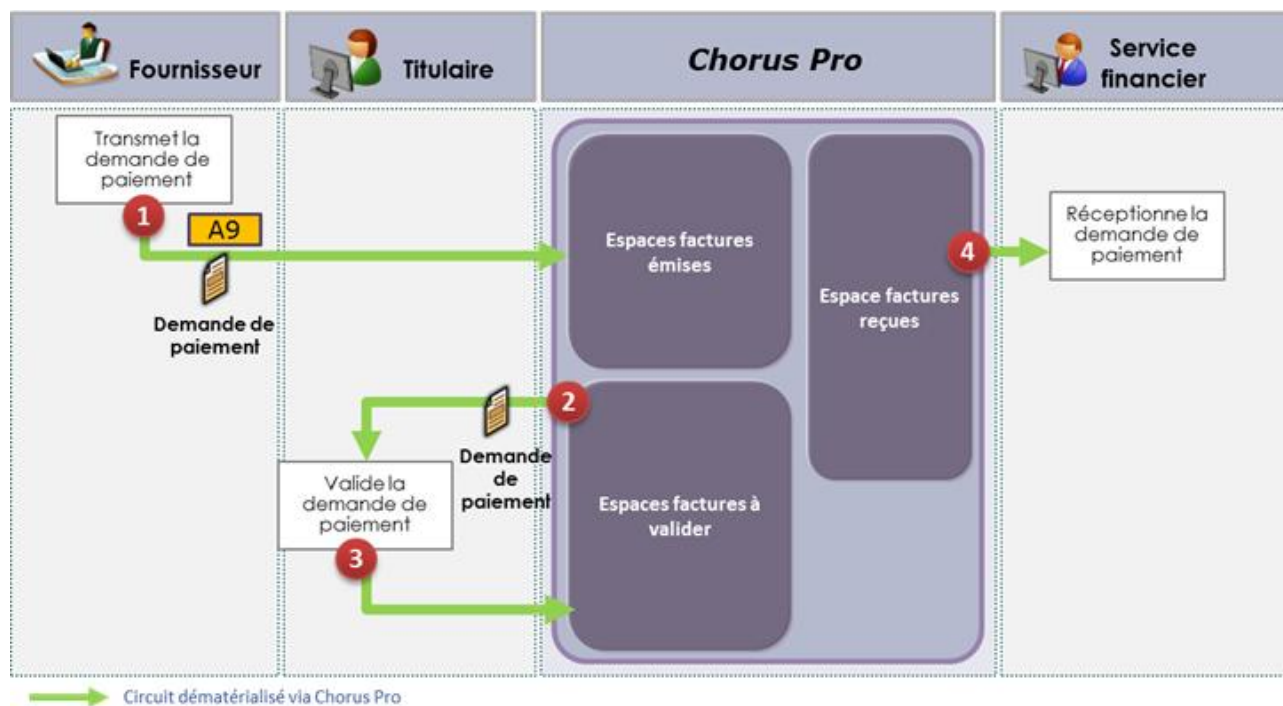 Fournisseur
Titulaire
Chorus Pro
Service
financier
Transmet la
demande de
paiement
1
A9
Demande de
paiement
Espaces factures
émises
Espace factures
reçues
4
Réceptionne la
demande de
paiement
2
Demande
de
paiement
Valide la
demande de
paiement
3
Espaces factures à
valider
Circuit dématérialisé via Chorus Pro